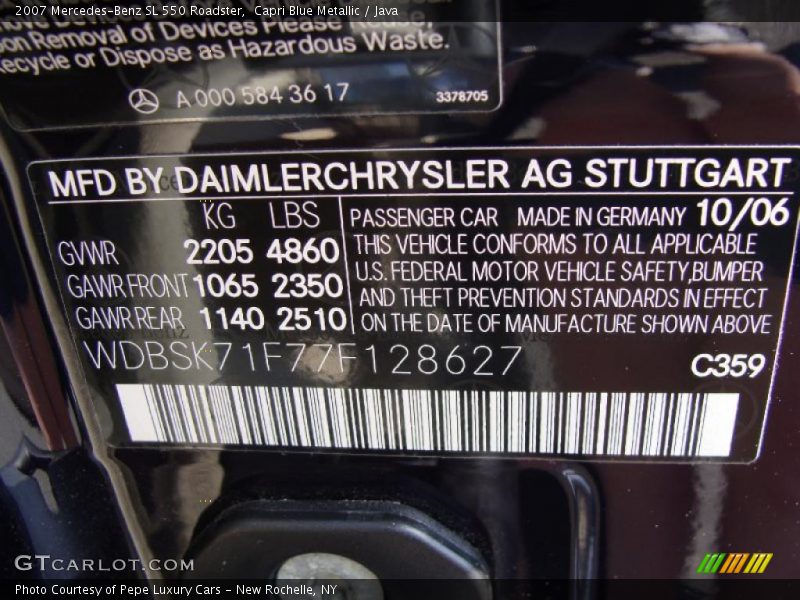 2007 Mercedes-Benz SL 550 Roadster, Capri Blue Metallic / Java
on Removal of Devices Please
ecycle or Dispose as Hazardous Waste.
A 000 584 36 17
3378705
MFD BY DAIMLERCHRYSLER AG STUTTGART
KG LBS
GVWR 2205 4860
GAWR.FRONT 1065 2350
GAWR.REAR 1140 2510
PASSENGER CAR MADE IN GERMANY 10/06
THIS VEHICLE CONFORMS TO ALL APPLICABLE
U.S. FEDERAL MOTOR VEHICLE SAFETY,BUMPER
AND THEFT PREVENTION STANDARDS IN EFFECT
ON THE DATE OF MANUFACTURE SHOWN ABOVE
WDBSK71F77F128627
C359
GTCARLOT.COM
Photo Courtesy of Pepe Luxury Cars - New Rochelle, NY